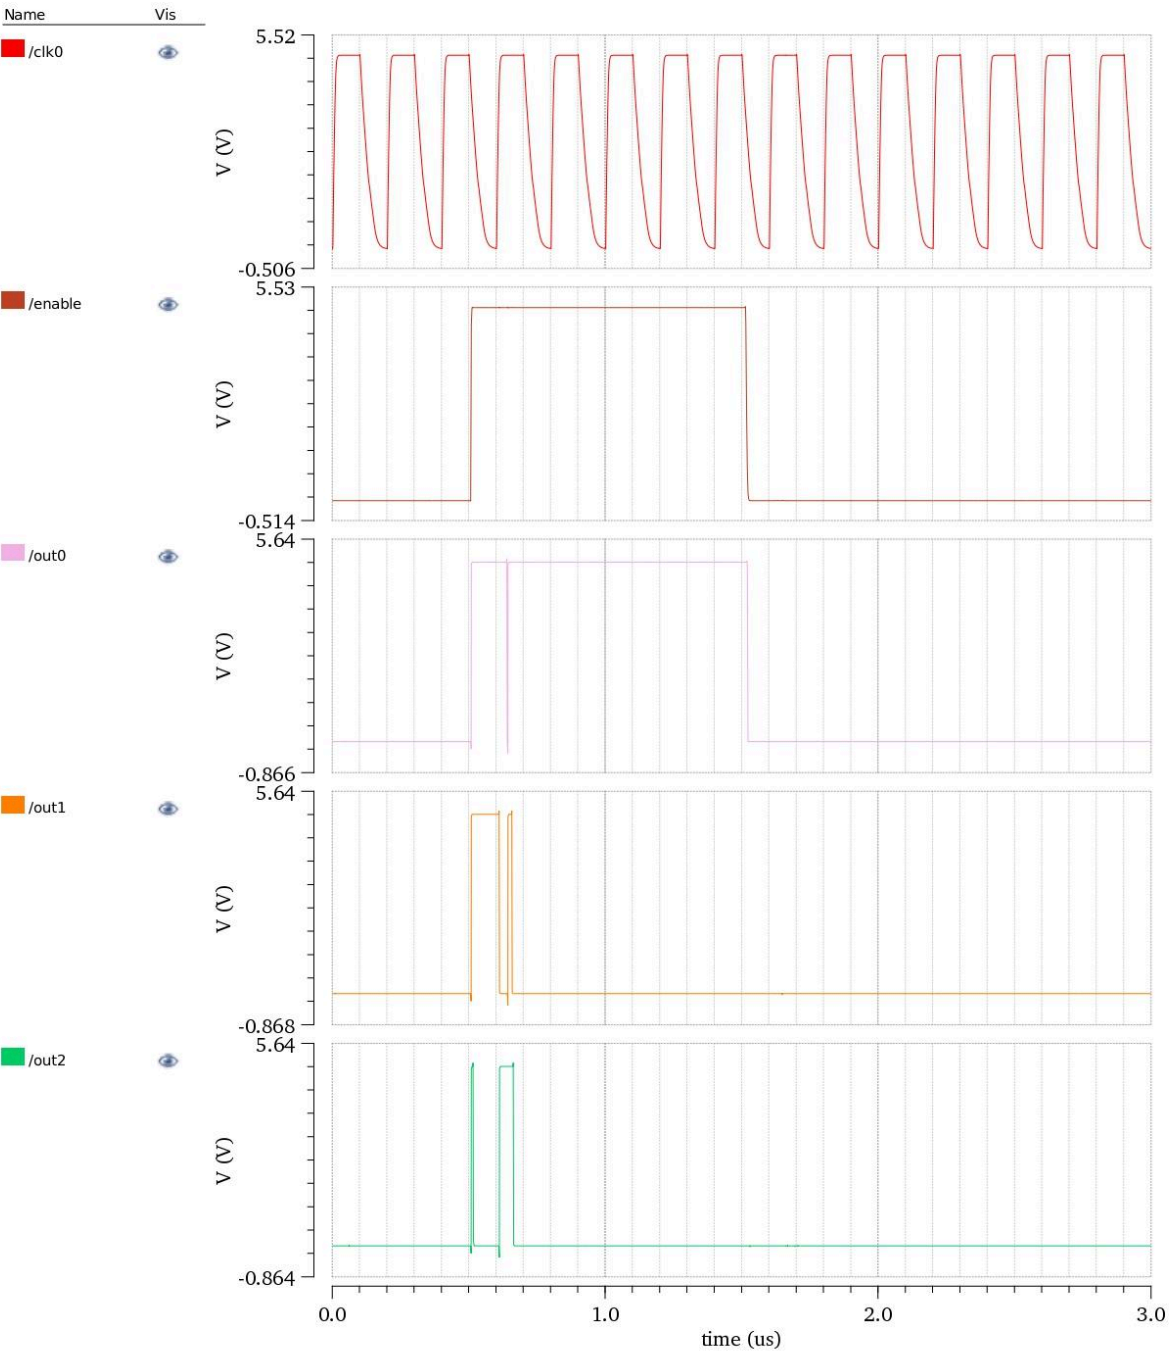 Name Vis
/clk0
5.52
V (V)
-0.506
/enable
5.53
V (V)
-0.514
/out0
5.64
V (V)
-0.866
/out1
5.64
V (V)
-0.868
/out2
5.64
V (V)
-0.864
0.0 1.0 2.0 3.0
time (us)